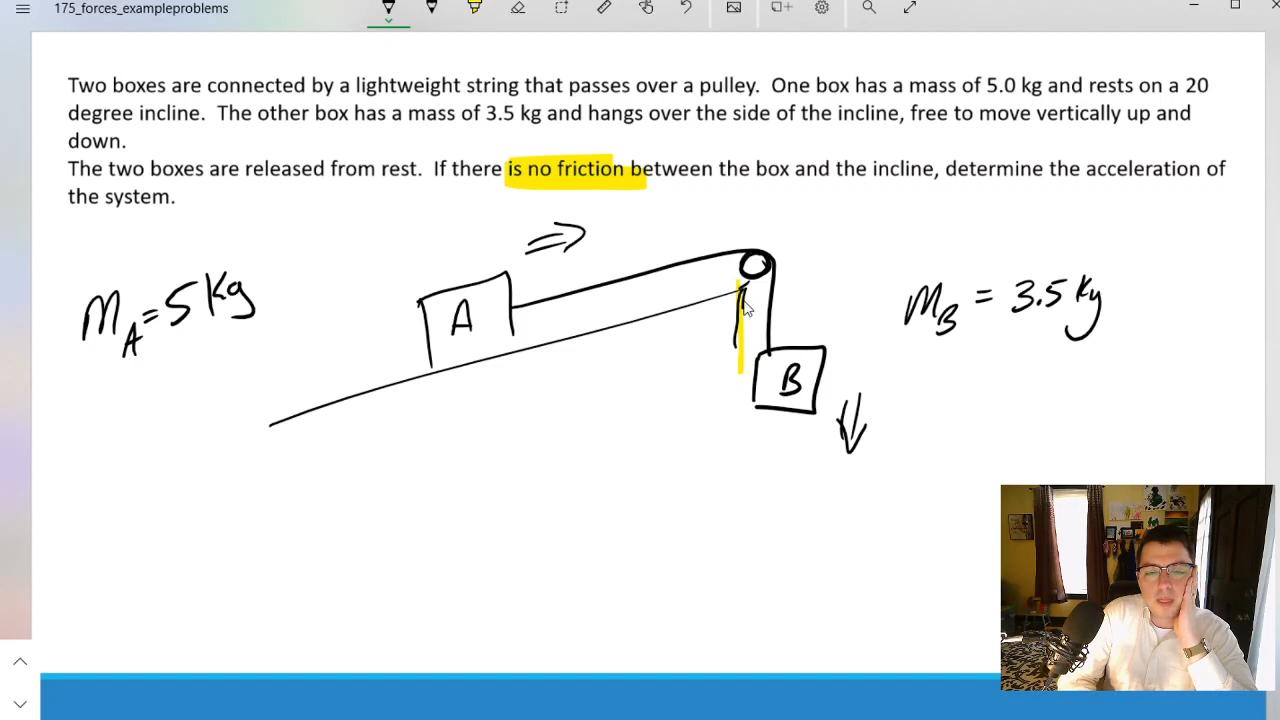 175_forces_exampleproblems
Two boxes are connected by a lightweight string that passes over a pulley.  One box has a mass of 5.0 kg and rests on a 20
degree incline.  The other box has a mass of 3.5 kg and hangs over the side of the incline, free to move vertically up and
down.
The two boxes are released from rest.  If there is no friction between the box and the incline, determine the acceleration of
the system.
M_A = 5 kg
A
B
M_B = 3.5 kg